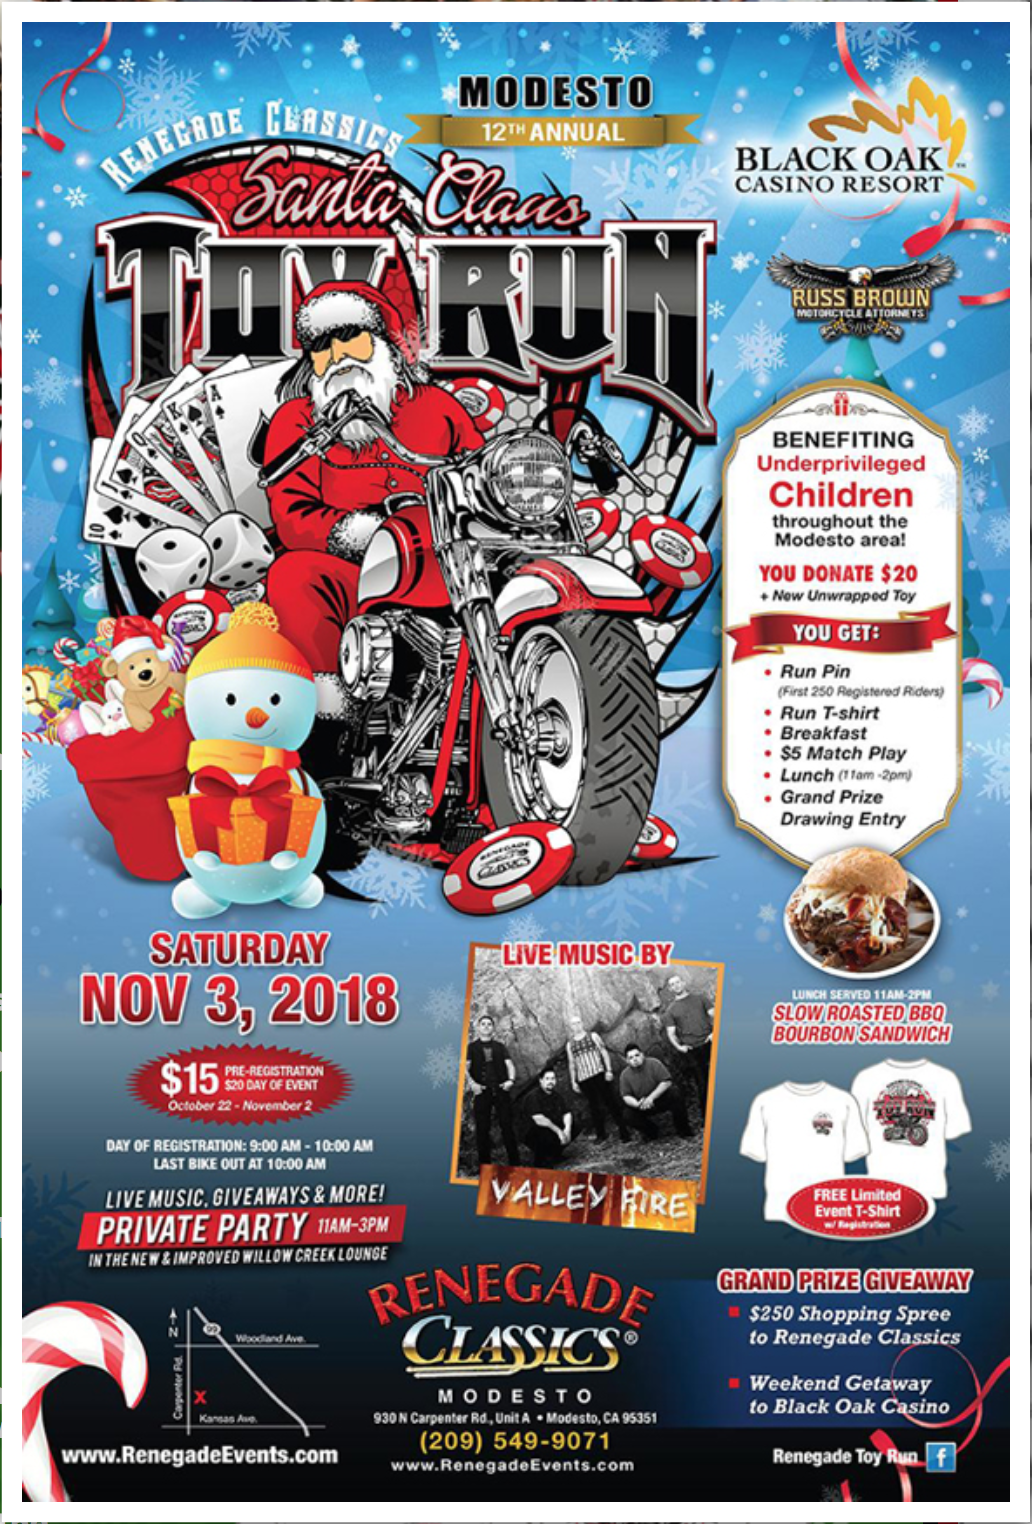 MODESTO
12TH ANNUAL
RENEGADE CLASSICS
Santa Claus
TOY RUN
BLACK OAK™
CASINO RESORT
RUSS BROWN
MOTORCYCLE ATTORNEYS
A
K
J
10
BENEFITING
Underprivileged
Children
throughout the
Modesto area!
YOU DONATE $20
+ New Unwrapped Toy
YOU GET:
• Run Pin
(First 250 Registered Riders)
• Run T-shirt
• Breakfast
• $5 Match Play
• Lunch (11am -2pm)
• Grand Prize
Drawing Entry
RENEGADE
CLASSICS
LUNCH SERVED 11AM-2PM
SLOW ROASTED BBQ
BOURBON SANDWICH
SATURDAY
NOV 3, 2018
$15 PRE-REGISTRATION
$20 DAY OF EVENT
October 22 - November 2
DAY OF REGISTRATION: 9:00 AM - 10:00 AM
LAST BIKE OUT AT 10:00 AM
LIVE MUSIC, GIVEAWAYS & MORE!
PRIVATE PARTY 11AM-3PM
IN THE NEW & IMPROVED WILLOW CREEK LOUNGE
LIVE MUSIC BY
VALLEY FIRE
TOY RUN
FREE Limited
Event T-Shirt
w/ Registration
GRAND PRIZE GIVEAWAY
$250 Shopping Spree
to Renegade Classics
Weekend Getaway
to Black Oak Casino
Renegade Toy Run f
RENEGADE
CLASSICS®
MODESTO
930 N Carpenter Rd., Unit A • Modesto, CA 95351
(209) 549-9071
www.RenegadeEvents.com
N
99
Woodland Ave.
Carpenter Rd.
X
Kansas Ave.
www.RenegadeEvents.com